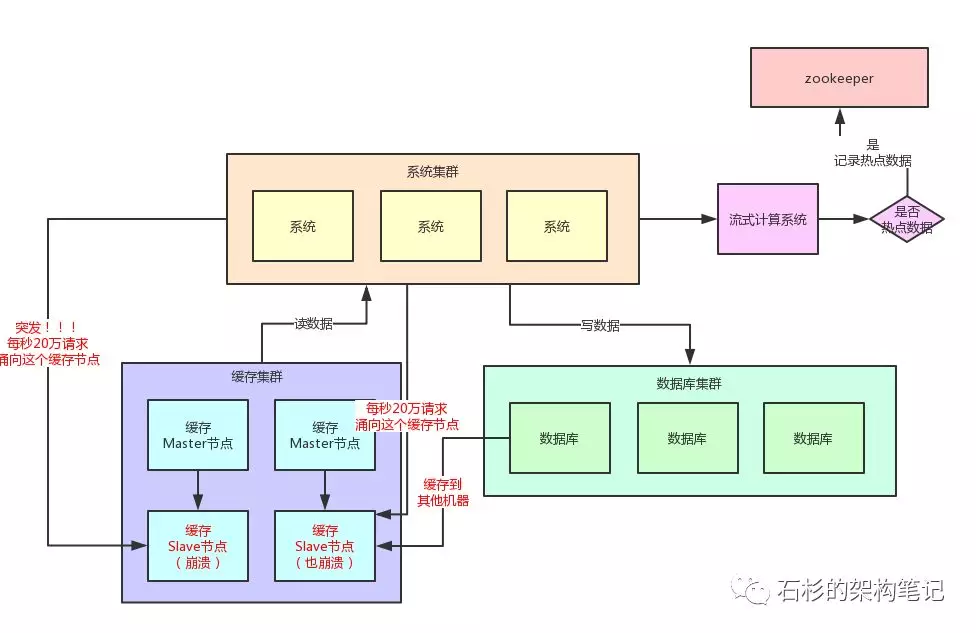 zookeeper
是
记录热点数据
系统集群
系统
系统
系统
流式计算系统
是否
热点数据
突发！！！
每秒20万请求
涌向这个缓存节点
读数据
写数据
缓存集群
缓存
Master节点
缓存
Master节点
每秒20万请求
涌向这个缓存节点
数据库集群
数据库
数据库
数据库
缓存到
其他机器
缓存
Slave节点
（崩溃）
缓存
Slave节点
（也崩溃）
石杉的架构笔记